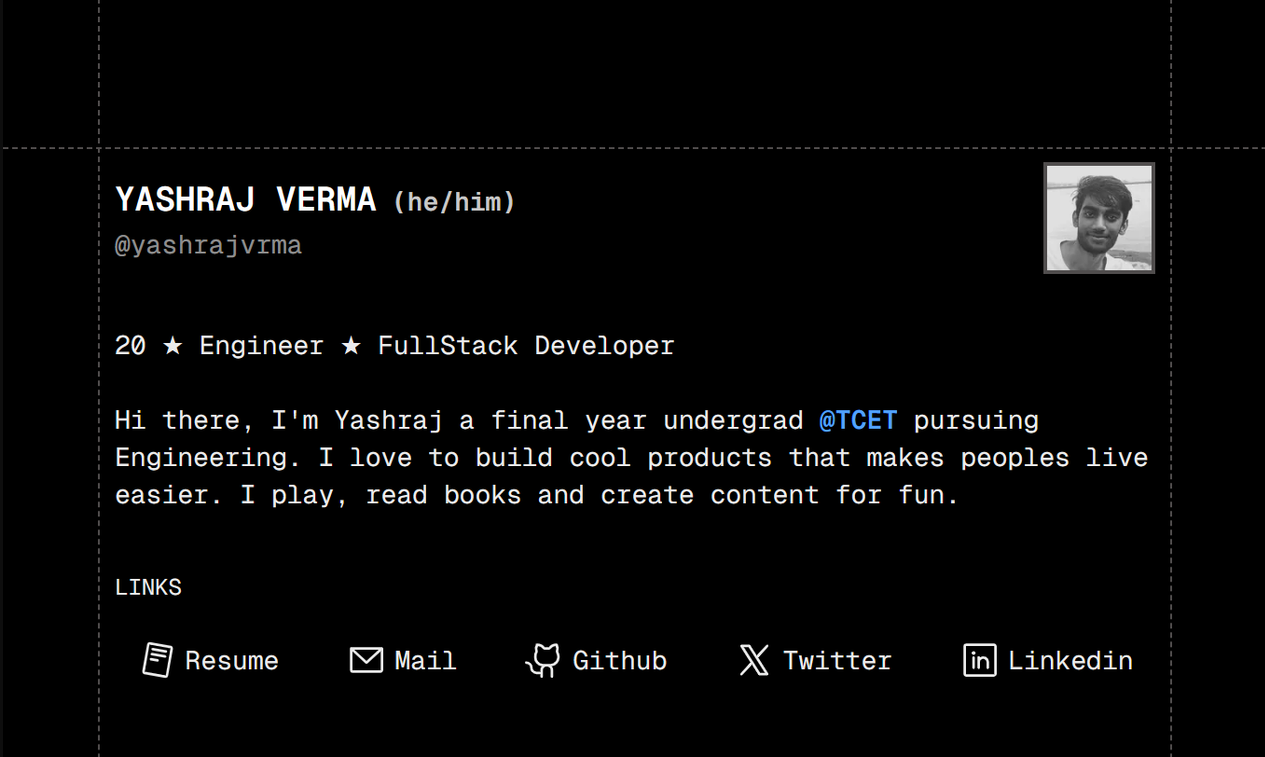 YASHRAJ VERMA (he/him)
@yashrajvrma
20 ★ Engineer ★ FullStack Developer
Hi there, I'm Yashraj a final year undergrad @TCET pursuing
Engineering. I love to build cool products that makes peoples live
easier. I play, read books and create content for fun.
LINKS
Resume Mail Github Twitter Linkedin